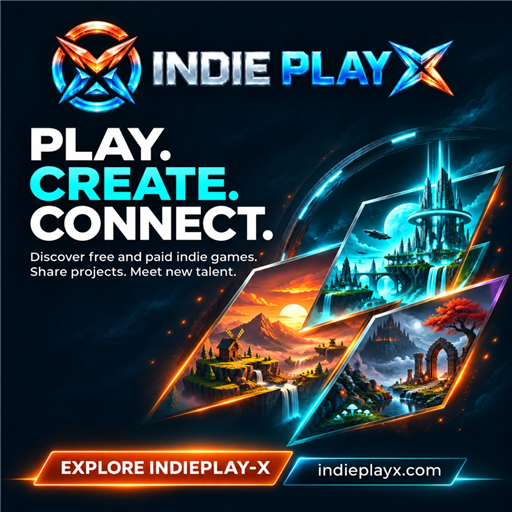 INDIE PLAY X
PLAY.
CREATE.
CONNECT.
Discover free and paid indie games.
Share projects. Meet new talent.
EXPLORE INDIEPLAY-X
indieplayx.com